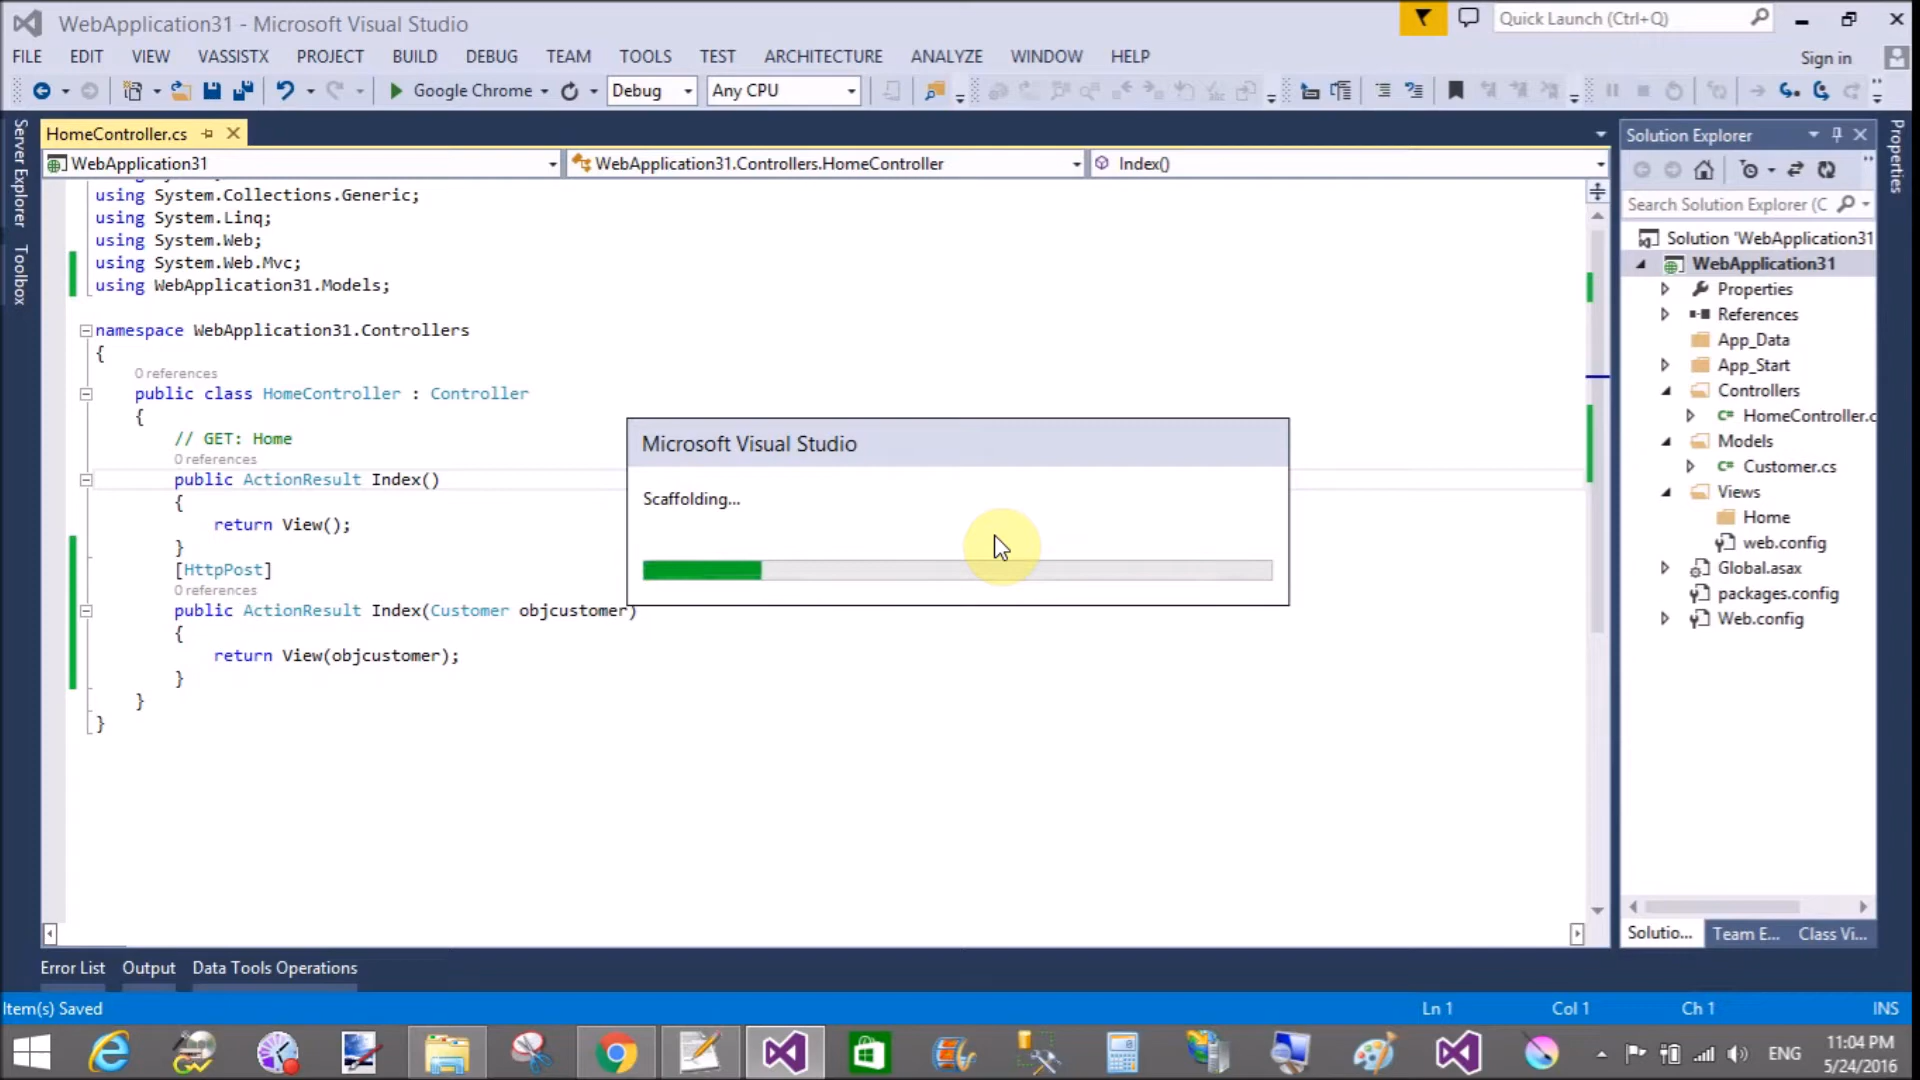 WebApplication31 - Microsoft Visual Studio
Quick Launch (Ctrl+Q)
FILE EDIT VIEW VASSISTX PROJECT BUILD DEBUG TEAM TOOLS TEST ARCHITECTURE ANALYZE WINDOW HELP
Sign in
Google Chrome Debug Any CPU
Server Explorer
Toolbox
HomeController.cs
WebApplication31 WebApplication31.Controllers.HomeController Index()
using System.Collections.Generic;
using System.Linq;
using System.Web;
using System.Web.Mvc;
using WebApplication31.Models;
namespace WebApplication31.Controllers
{
0 references
public class HomeController : Controller
{
// GET: Home
0 references
public ActionResult Index()
{
return View();
}
[HttpPost]
0 references
public ActionResult Index(Customer objcustomer)
{
return View(objcustomer);
}
}
}
Microsoft Visual Studio
Scaffolding...
Solution Explorer
Search Solution Explorer (C
Solution 'WebApplication31
WebApplication31
Properties
References
App_Data
App_Start
Controllers
HomeController.c
Models
Customer.cs
Views
Home
web.config
Global.asax
packages.config
Web.config
Solutio... Team E... Class Vi...
Properties
Error List Output Data Tools Operations
Item(s) Saved
Ln 1 Col 1 Ch 1 INS
ENG
11:04 PM
5/24/2016